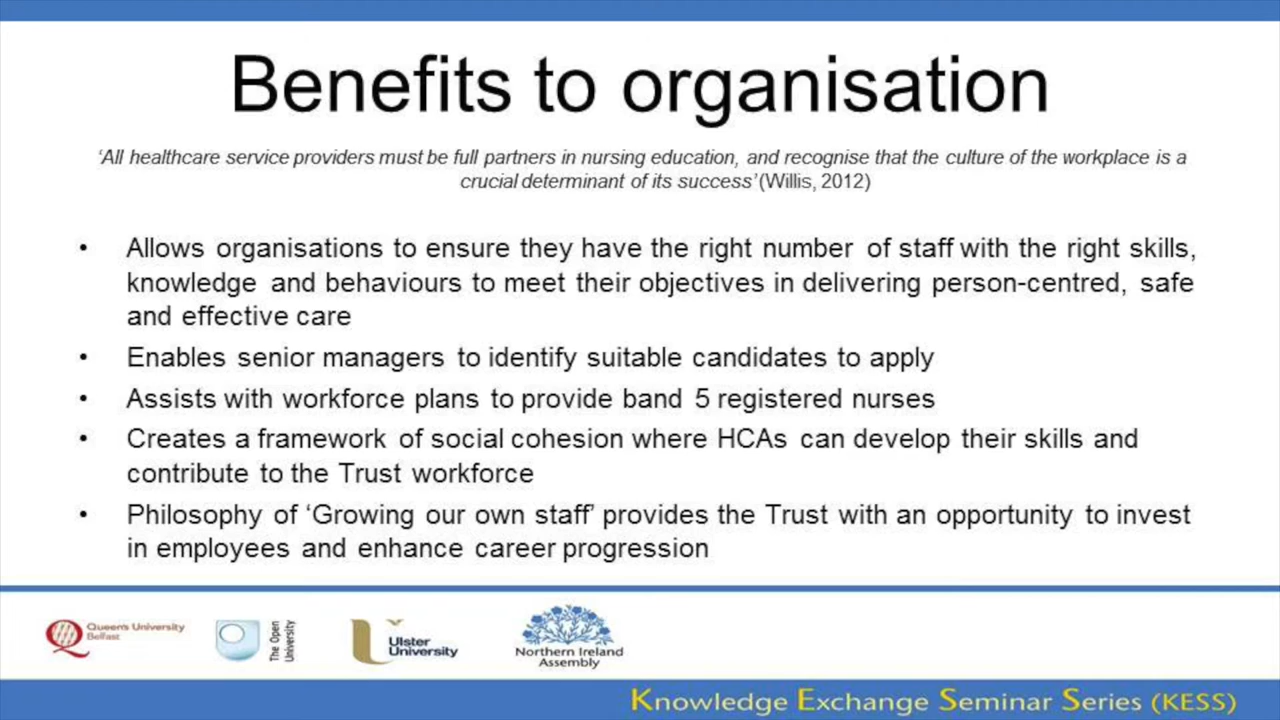 Benefits to organisation
‘All healthcare service providers must be full partners in nursing education, and recognise that the culture of the workplace is a
crucial determinant of its success’(Willis, 2012)
• Allows organisations to ensure they have the right number of staff with the right skills,
knowledge and behaviours to meet their objectives in delivering person-centred, safe
and effective care
• Enables senior managers to identify suitable candidates to apply
• Assists with workforce plans to provide band 5 registered nurses
• Creates a framework of social cohesion where HCAs can develop their skills and
contribute to the Trust workforce
• Philosophy of ‘Growing our own staff’ provides the Trust with an opportunity to invest
in employees and enhance career progression
Queen's University
Belfast
The Open
University
Ulster
University
Northern Ireland
Assembly
Knowledge Exchange Seminar Series (KESS)